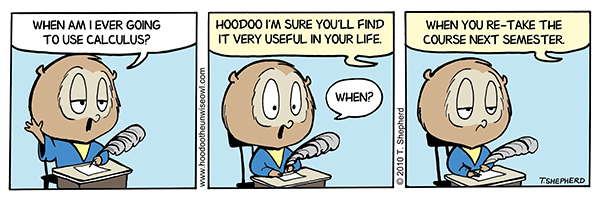 WHEN AM I EVER GOING
TO USE CALCULUS?
www.hoodootheunwiseowl.com
HOODOO I'M SURE YOU'LL FIND
IT VERY USEFUL IN YOUR LIFE.
WHEN?
© 2010 T. Shepherd
WHEN YOU RE-TAKE THE
COURSE NEXT SEMESTER.
T.SHEPHERD